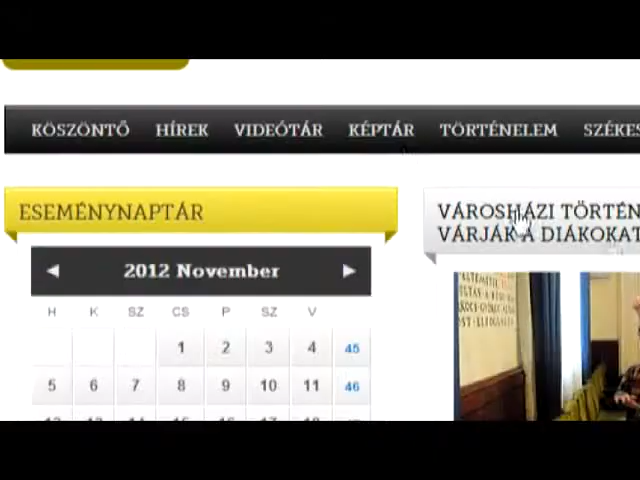 KÖSZÖNTŐ HÍREK VIDEÓTÁR KÉPTÁR TÖRTÉNELEM SZÉKES
ESEMÉNYNAPTÁR
2012 November
H K SZ CS P SZ V
1 2 3 4 45
5 6 7 8 9 10 11 46
VÁROSHÁZI TÖRTÉN
VÁRJÁK A DIÁKOKAT